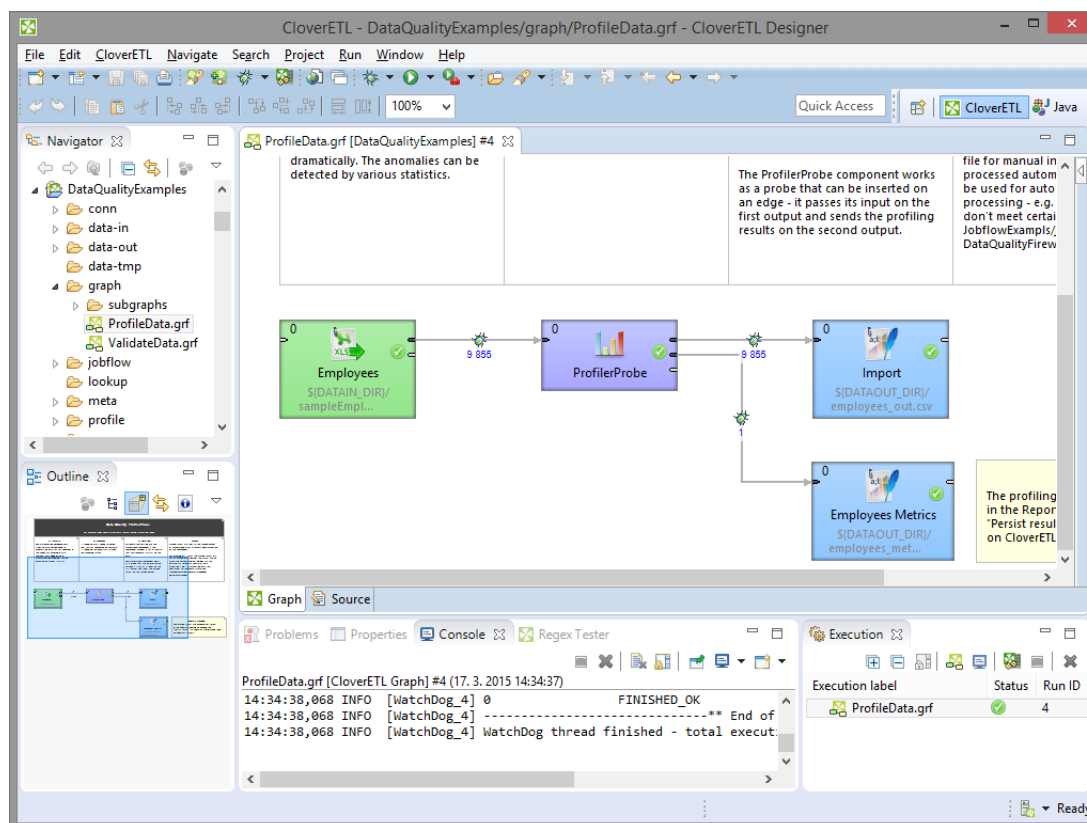 CloverETL - DataQualityExamples/graph/ProfileData.grf - CloverETL Designer
File Edit CloverETL Navigate Search Project Run Window Help
100%
Quick Access
CloverETL
Java
Navigator
DataQualityExamples
conn
data-in
data-out
data-tmp
graph
subgraphs
ProfileData.grf
ValidateData.grf
jobflow
lookup
meta
profile
ProfileData.grf [DataQualityExamples] #4
dramatically. The anomalies can be
detected by various statistics.
The ProfilerProbe component works
as a probe that can be inserted on
an edge - it passes its input on the
first output and sends the profiling
results on the second output.
file for manual in
processed autom
be used for auto
processing - e.g.
don't meet certai
JobflowExampls/
DataQualityFirew
0
XLS
Employees
${DATAIN_DIR}/
sampleEmpl...
9 855
0
ProfilerProbe
9 855
1
0
Import
${DATAOUT_DIR}/
employees_out.csv
0
Employees Metrics
${DATAOUT_DIR}/
employees_met...
The profiling
in the Repor
"Persist resul
on CloverETL
Graph
Source
Outline
Problems
Properties
Console
Regex Tester
ProfileData.grf [CloverETL Graph] #4 (17. 3. 2015 14:34:37)
14:34:38,068 INFO [WatchDog_4] 0 FINISHED_OK
14:34:38,068 INFO [WatchDog_4] ------------------------------** End of
14:34:38,068 INFO [WatchDog_4] WatchDog thread finished - total execut
Execution
Execution label Status Run ID
ProfileData.grf 4
Ready